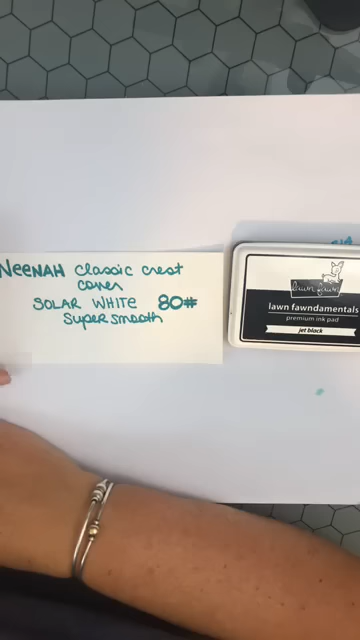 NEENAH classic crest
cover
SOLAR WHITE 80#
Super smooth
lawn fawn
lawn fawndamentals
premium ink pad
jet black